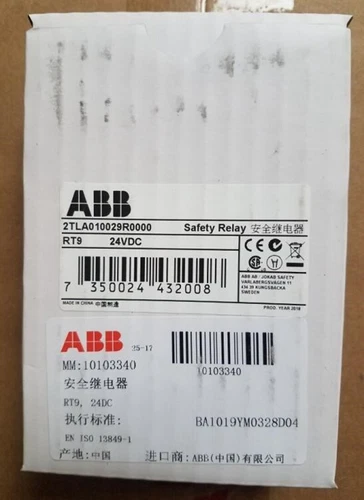 ABB
2TLA010029R0000 Safety Relay 安全继电器
RT9 24VDC
ABB AB / JOKAB SAFETY
VARLABERGSVÄGEN 11
434 39 KUNGSBACKA
SWEDEN
7 350024 432008
MADE IN CHINA 中国制造
PROD. YEAR 2018
ABB 25-17
MM:10103340
10103340
安全继电器
RT9, 24DC
执行标准: BA1019YM0328D04
EN ISO 13849-1
产地:中国 进口商:ABB(中国)有限公司